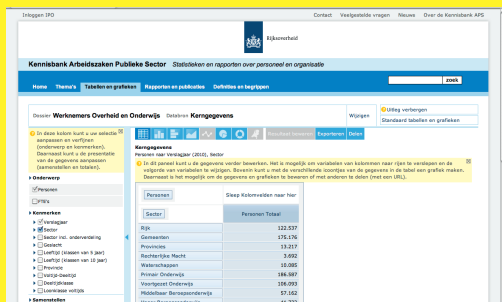 Inloggen IPO
Contact Veelgestelde vragen Nieuws Over de Kennisbank APS
Rijksoverheid
Kennisbank Arbeidszaken Publieke Sector Statistieken en rapporten over personeel en organisatie
zoek
Home Thema's Tabellen en grafieken Rapporten en publicaties Definities en begrippen
Dossier Werknemers Overheid en Onderwijs Databron Kerngegevens
Wijzigen
Uitleg verbergen
Standaard tabellen en grafieken
In deze kolom kunt u uw selectie
aanpassen en verfijnen
(onderwerp en kenmerken).
Daarnaast kunt u de presentatie
van de gegevens aanpassen
(samenstellen en totalen).
Onderwerp
Personen
FTE's
Kenmerken
Verslagjaar
Sector
Sector incl. onderverdeling
Geslacht
Leeftijd (klassen van 5 jaar)
Leeftijd (klassen van 10 jaar)
Provincie
Voltijd-deeltijd
Deeltijdklasse
Loonklasse voltijds
Samenstellen
Resultaat bewaren Exporteren Delen
Kerngegevens
Personen naar Verslagjaar (2010), Sector
In dit paneel kunt u de gegevens verder bewerken. Het is mogelijk om variabelen van kolommen naar rijen te verslepen en de
volgorde van variabelen te wijzigen. Bovenin kunt u met de verschillende icoontjes van de gegevens in de tabel een grafiek maken.
Daarnaast is het mogelijk om de gegevens en grafieken te bewaren of met anderen te delen (met een URL).
Personen
Sleep Kolomvelden naar hier
Sector
Personen Totaal
Rijk 122.537
Gemeenten 175.176
Provincies 13.217
Rechterlijke Macht 3.692
Waterschappen 10.085
Primair Onderwijs 186.587
Voortgezet Onderwijs 106.093
Middelbaar Beroepsonderwijs 57.162